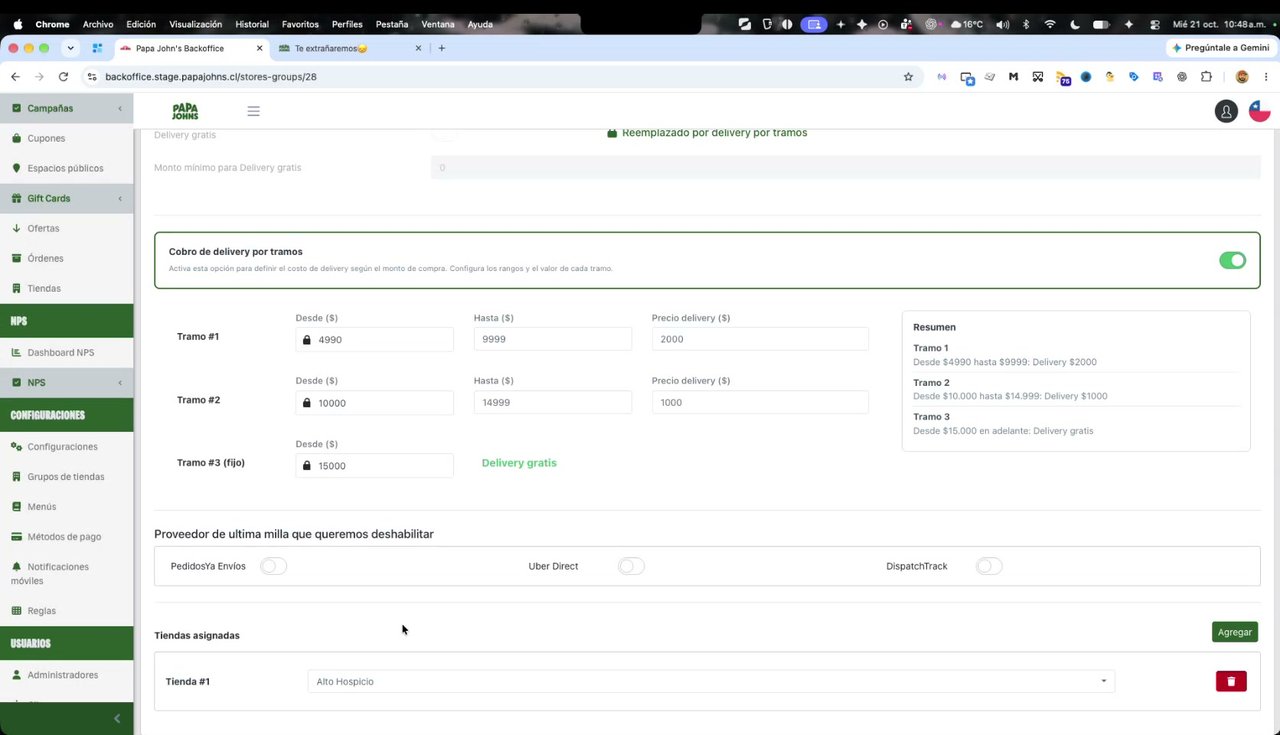 Chrome Archivo Edición Visualización Historial Favoritos Perfiles Pestaña Ventana Ayuda 16°C Mié 21 oct. 10:48 a.m.
Papa John's Backoffice Te extrañaremos😔 Pregúntale a Gemini
backoffice.stage.papajohns.cl/stores-groups/28 75
Campañas
Cupones
Espacios públicos
Gift Cards
Ofertas
Órdenes
Tiendas
NPS
Dashboard NPS
NPS
CONFIGURACIONES
Configuraciones
Grupos de tiendas
Menús
Métodos de pago
Notificaciones
móviles
Reglas
USUARIOS
Administradores
PAPA
JOHNS
Delivery gratis Reemplazado por delivery por tramos
Monto mínimo para Delivery gratis 0
Cobro de delivery por tramos
Activa esta opción para definir el costo de delivery según el monto de compra. Configura los rangos y el valor de cada tramo.
Desde ($) Hasta ($) Precio delivery ($)
Tramo #1 4990 9999 2000
Desde ($) Hasta ($) Precio delivery ($)
Tramo #2 10000 14999 1000
Desde ($)
Tramo #3 (fijo) 15000 Delivery gratis
Resumen
Tramo 1
Desde $4990 hasta $9999: Delivery $2000
Tramo 2
Desde $10.000 hasta $14.999: Delivery $1000
Tramo 3
Desde $15.000 en adelante: Delivery gratis
Proveedor de ultima milla que queremos deshabilitar
PedidosYa Envíos Uber Direct DispatchTrack
Tiendas asignadas Agregar
Tienda #1 Alto Hospicio